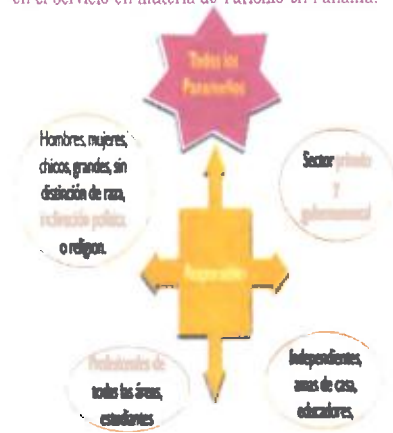 en el servicio en materia de Turismo en Panamá.
Todos los
Panameños
Hombres, mujeres,
chicos, grandes, sin
distinción de raza,
inclinación política,
o religion.
Sector privado
y
gubernamental
Responsables
Profesionales de
todas las áreas,
estudiantes
Independientes,
amas de casa,
educadores,